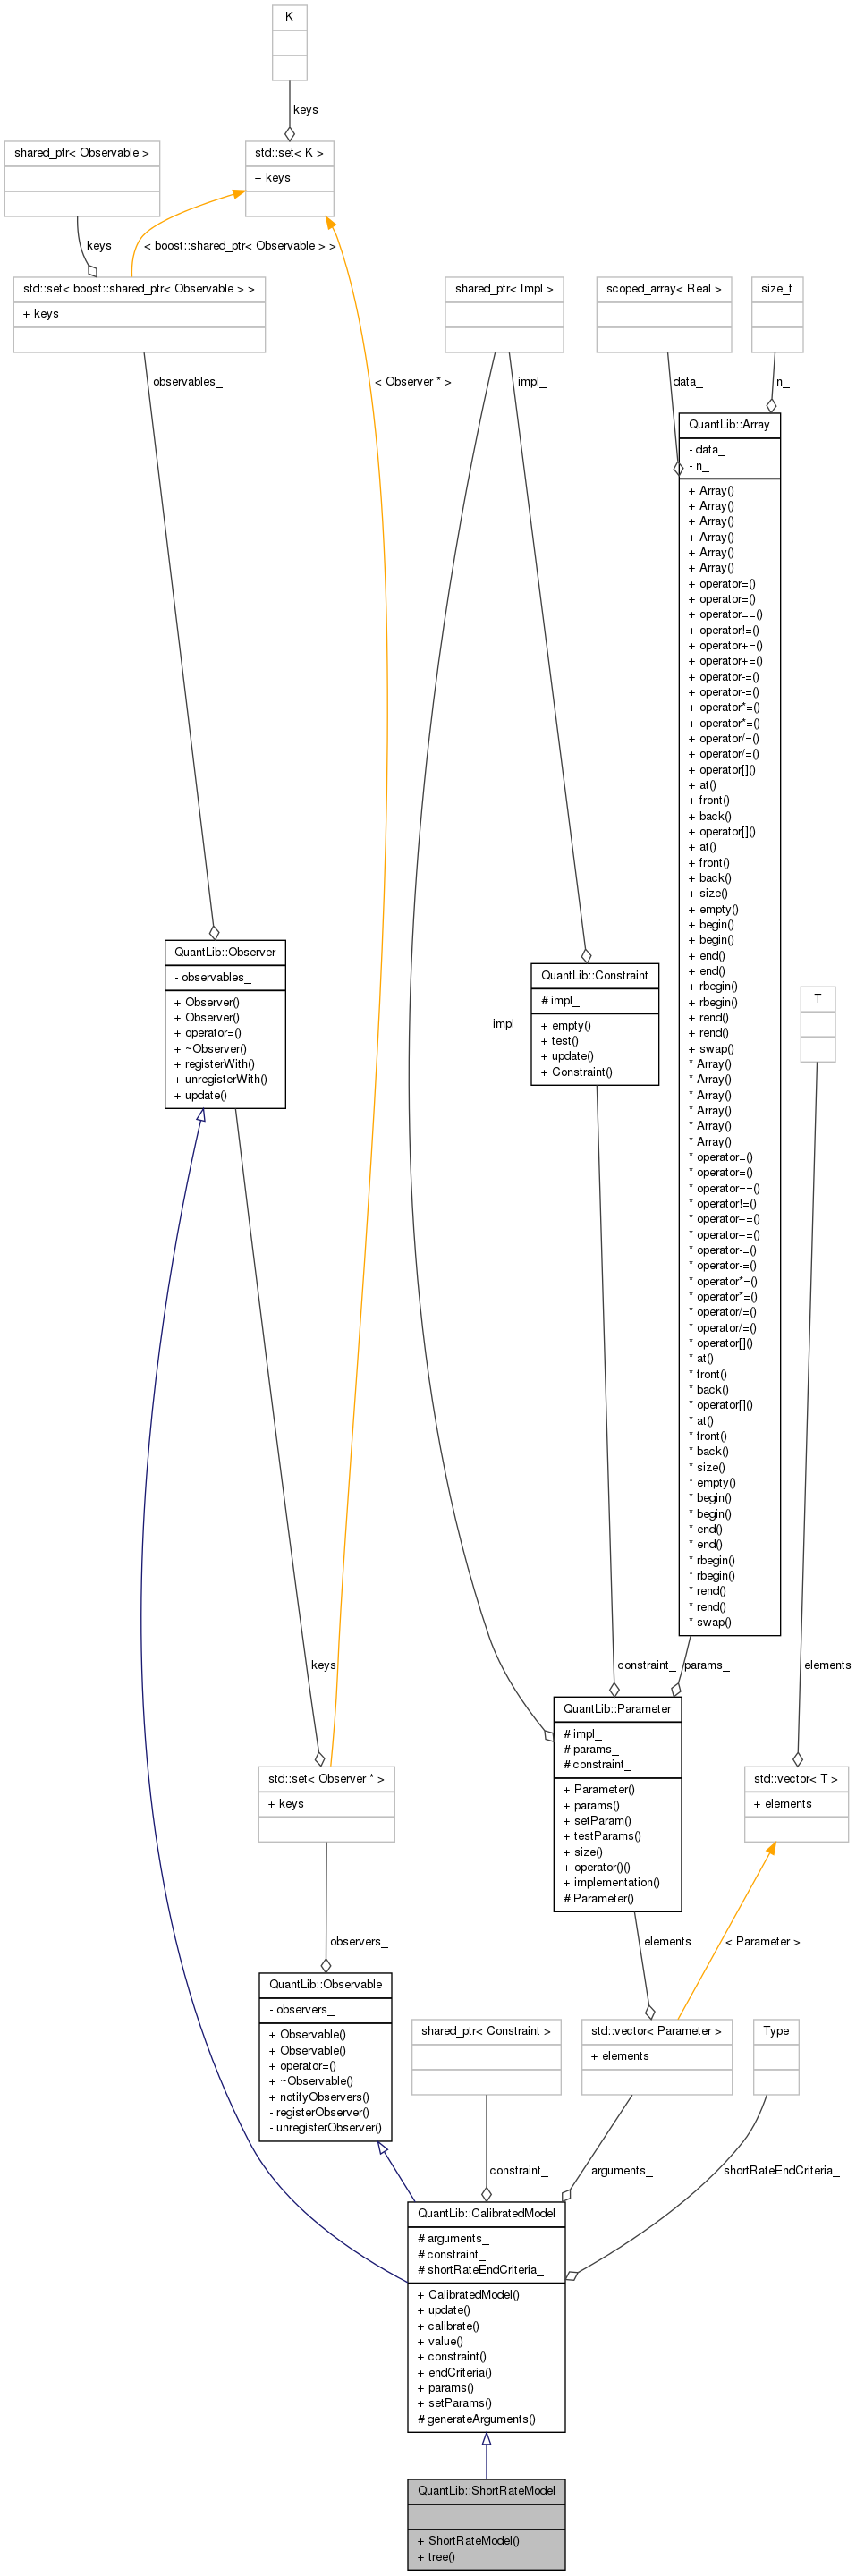 K
keys
shared_ptr< Observable >
std::set< K >
+ keys
keys
< boost::shared_ptr< Observable > >
std::set< boost::shared_ptr< Observable > >
+ keys
shared_ptr< Impl >
scoped_array< Real >
size_t
observables_
< Observer * >
impl_
data_
n_
QuantLib::Array
- data_
- n_
+ Array()
+ Array()
+ Array()
+ Array()
+ Array()
+ Array()
+ operator=()
+ operator=()
+ operator==()
+ operator!=()
+ operator+=()
+ operator+=()
+ operator-=()
+ operator-=()
+ operator*=()
+ operator*=()
+ operator/=()
+ operator/=()
+ operator[]()
+ at()
+ front()
+ back()
+ operator[]()
+ at()
+ front()
+ back()
+ size()
+ empty()
+ begin()
+ begin()
+ end()
+ end()
+ rbegin()
+ rbegin()
+ rend()
+ rend()
+ swap()
* Array()
* Array()
* Array()
* Array()
* Array()
* Array()
* operator=()
* operator=()
* operator==()
* operator!=()
* operator+=()
* operator+=()
* operator-=()
* operator-=()
* operator*=()
* operator*=()
* operator/=()
* operator/=()
* operator[]()
* at()
* front()
* back()
* operator[]()
* at()
* front()
* back()
* size()
* empty()
* begin()
* begin()
* end()
* end()
* rbegin()
* rbegin()
* rend()
* rend()
* swap()
QuantLib::Observer
- observables_
+ Observer()
+ Observer()
+ operator=()
+ ~Observer()
+ registerWith()
+ unregisterWith()
+ update()
impl_
QuantLib::Constraint
# impl_
+ empty()
+ test()
+ update()
+ Constraint()
T
keys
constraint_
params_
elements
QuantLib::Parameter
# impl_
# params_
# constraint_
+ Parameter()
+ params()
+ setParam()
+ testParams()
+ size()
+ operator()()
+ implementation()
# Parameter()
std::set< Observer * >
+ keys
std::vector< T >
+ elements
observers_
elements
< Parameter >
QuantLib::Observable
- observers_
+ Observable()
+ Observable()
+ operator=()
+ ~Observable()
+ notifyObservers()
- registerObserver()
- unregisterObserver()
shared_ptr< Constraint >
std::vector< Parameter >
+ elements
Type
constraint_
arguments_
shortRateEndCriteria_
QuantLib::CalibratedModel
# arguments_
# constraint_
# shortRateEndCriteria_
+ CalibratedModel()
+ update()
+ calibrate()
+ value()
+ constraint()
+ endCriteria()
+ params()
+ setParams()
# generateArguments()
QuantLib::ShortRateModel
+ ShortRateModel()
+ tree()